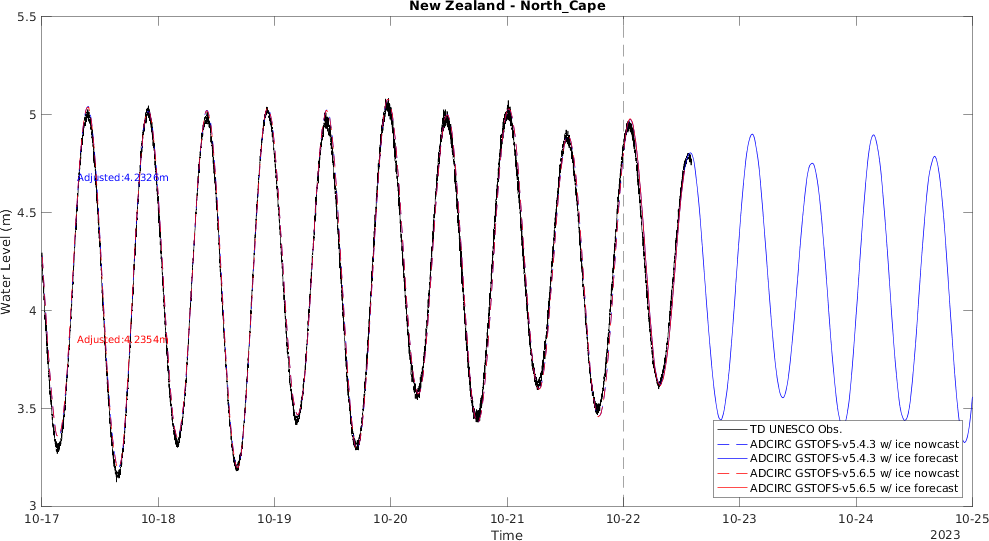 New Zealand - North_Cape
5.5
5
4.5
4
3.5
3
Water Level (m)
Adjusted:4.2326m
Adjusted:4.2354m
TD UNESCO Obs.
ADCIRC GSTOFS-v5.4.3 w/ ice nowcast
ADCIRC GSTOFS-v5.4.3 w/ ice forecast
ADCIRC GSTOFS-v5.6.5 w/ ice nowcast
ADCIRC GSTOFS-v5.6.5 w/ ice forecast
10-17 10-18 10-19 10-20 10-21 10-22 10-23 10-24 10-25
Time
2023